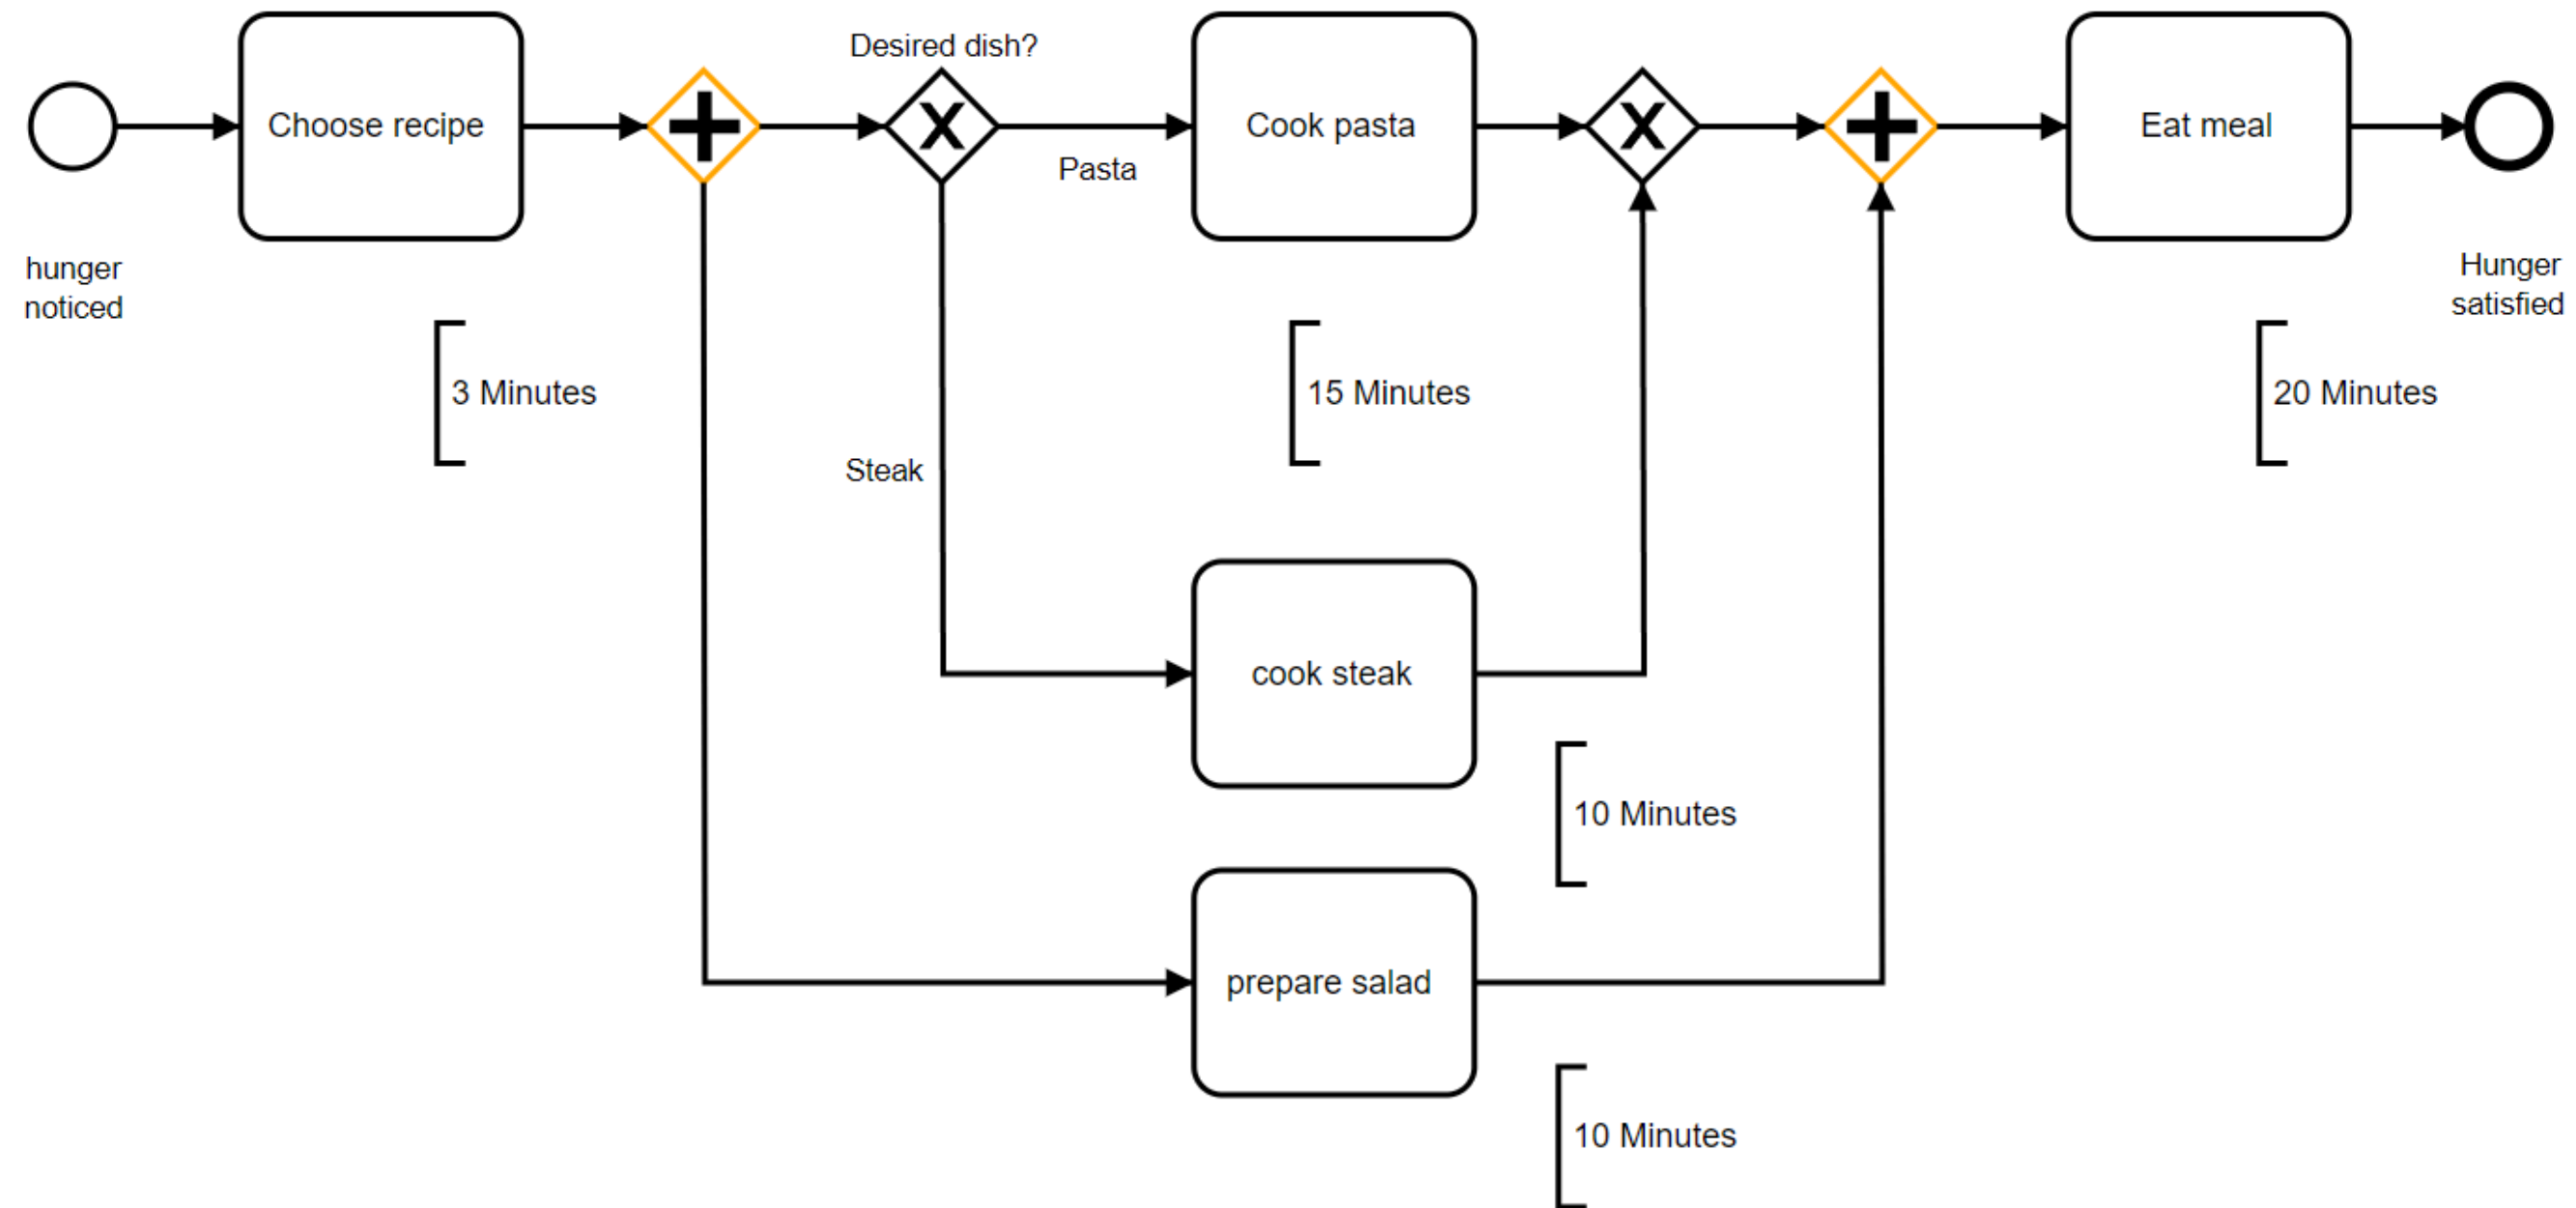 Desired dish?
Choose recipe
Cook pasta
Eat meal
Pasta
hunger
noticed
Hunger
satisfied
3 Minutes
15 Minutes
20 Minutes
Steak
cook steak
10 Minutes
prepare salad
10 Minutes